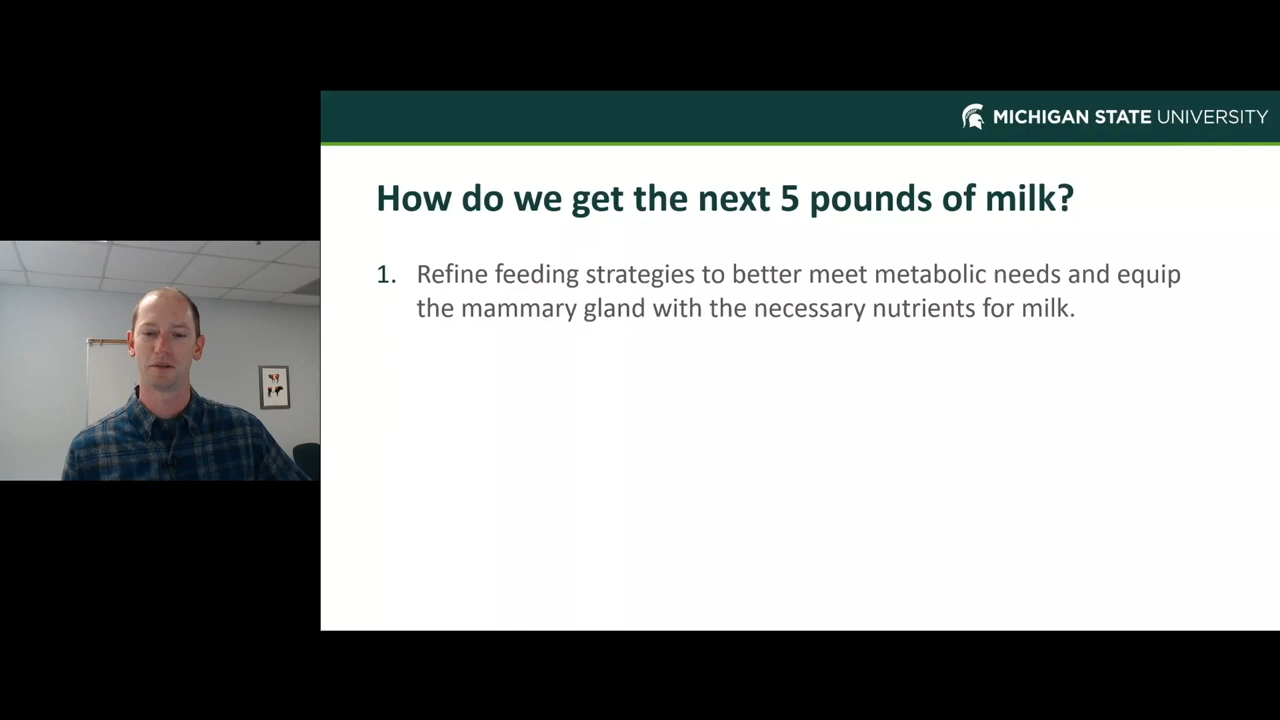 MICHIGAN STATE UNIVERSITY
How do we get the next 5 pounds of milk?
1. Refine feeding strategies to better meet metabolic needs and equip
the mammary gland with the necessary nutrients for milk.